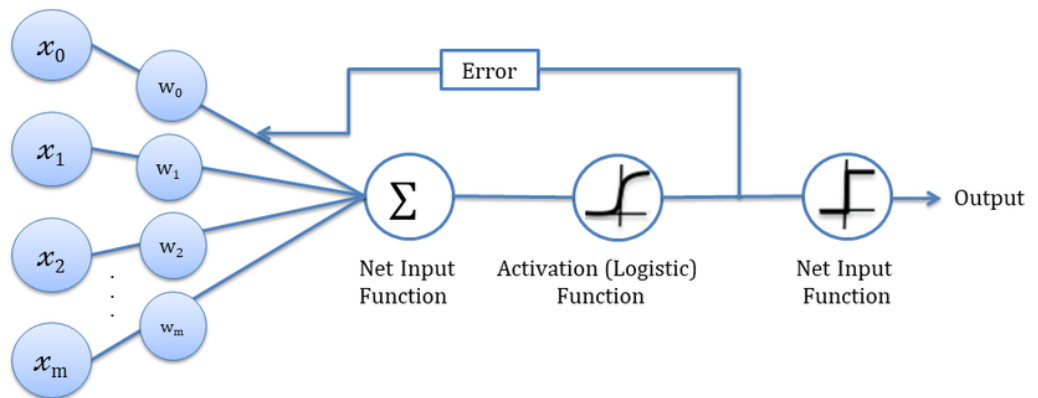 x₀
w₀
Error
x₁
w₁
Σ
Output
x₂
w₂
Net Input
Function
Activation (Logistic)
Function
Net Input
Function
. . .
wₘ
xₘ